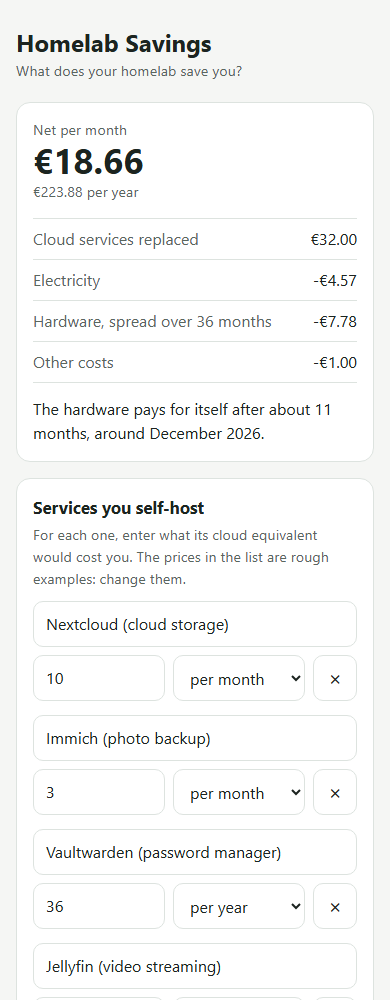 Homelab Savings
What does your homelab save you?
Net per month
€18.66
€223.88 per year
Cloud services replaced €32.00
Electricity -€4.57
Hardware, spread over 36 months -€7.78
Other costs -€1.00
The hardware pays for itself after about 11
months, around December 2026.
Services you self-host
For each one, enter what its cloud equivalent
would cost you. The prices in the list are rough
examples: change them.
Nextcloud (cloud storage)
10 per month ×
Immich (photo backup)
3 per month ×
Vaultwarden (password manager)
36 per year ×
Jellyfin (video streaming)